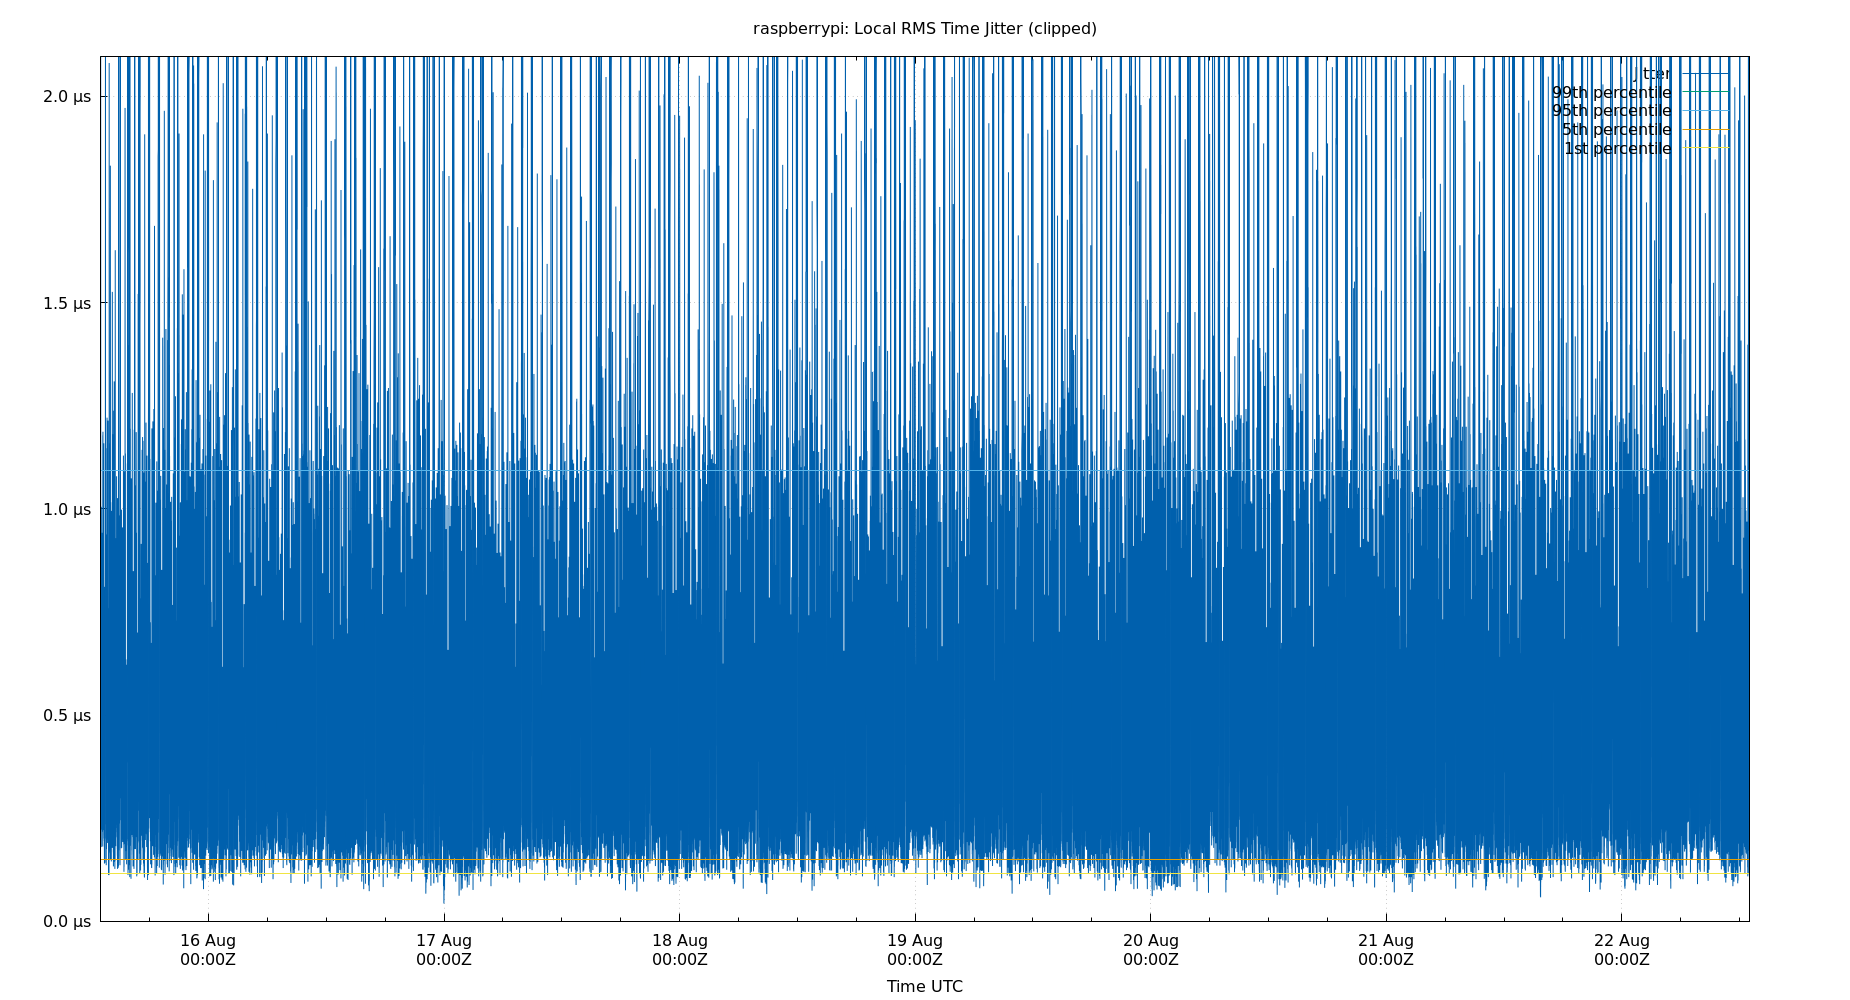 raspberrypi: Local RMS Time Jitter (clipped)
jitter
99th percentile
95th percentile
5th percentile
1st percentile
2.0 µs
1.5 µs
1.0 µs
0.5 µs
0.0 µs
16 Aug 17 Aug 18 Aug 19 Aug 20 Aug 21 Aug 22 Aug
00:00Z 00:00Z 00:00Z 00:00Z 00:00Z 00:00Z 00:00Z
Time UTC